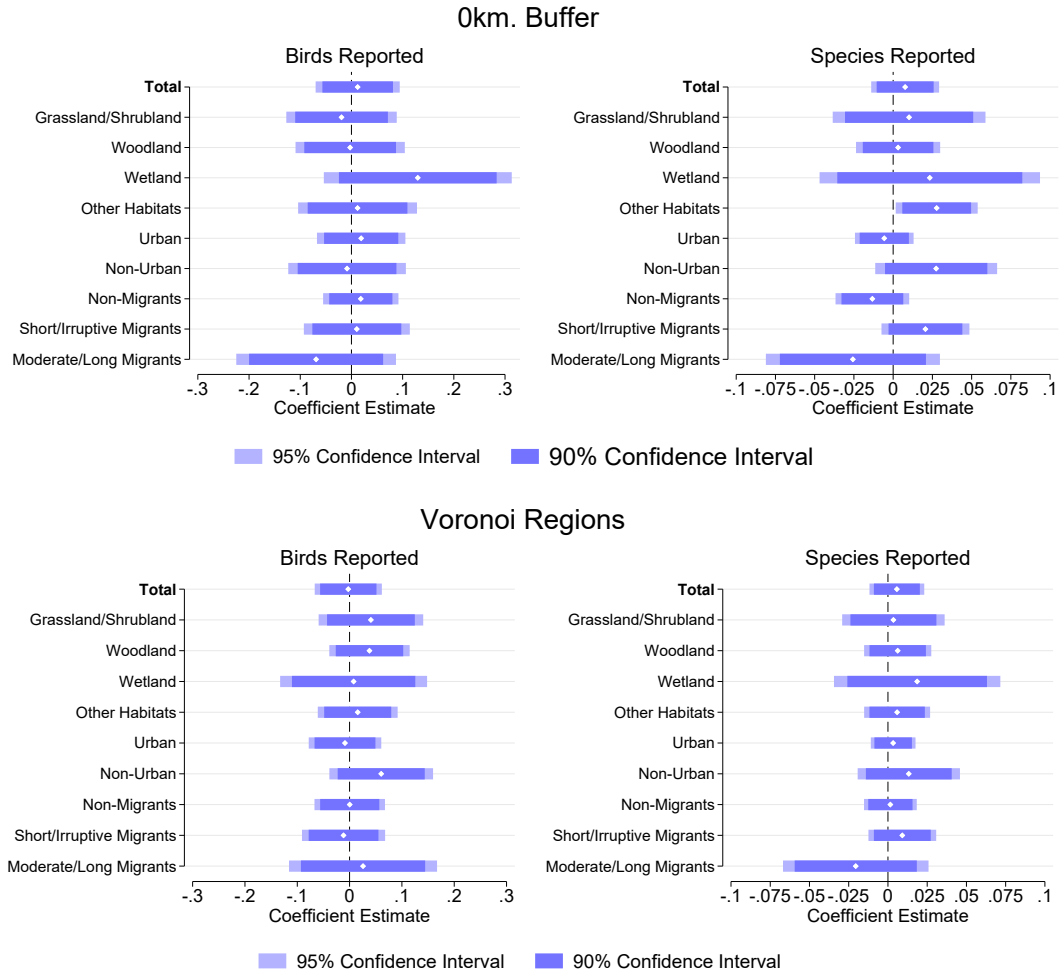 0km. Buffer
Birds Reported
Total
Grassland/Shrubland
Woodland
Wetland
Other Habitats
Urban
Non-Urban
Non-Migrants
Short/Irruptive Migrants
Moderate/Long Migrants
-.3 -.2 -.1 0 .1 .2 .3
Coefficient Estimate
Species Reported
Total
Grassland/Shrubland
Woodland
Wetland
Other Habitats
Urban
Non-Urban
Non-Migrants
Short/Irruptive Migrants
Moderate/Long Migrants
-.1 -.075 -.05 -.025 0 .025 .05 .075 .1
Coefficient Estimate
95% Confidence Interval 90% Confidence Interval
Voronoi Regions
Birds Reported
Total
Grassland/Shrubland
Woodland
Wetland
Other Habitats
Urban
Non-Urban
Non-Migrants
Short/Irruptive Migrants
Moderate/Long Migrants
-.3 -.2 -.1 0 .1 .2 .3
Coefficient Estimate
Species Reported
Total
Grassland/Shrubland
Woodland
Wetland
Other Habitats
Urban
Non-Urban
Non-Migrants
Short/Irruptive Migrants
Moderate/Long Migrants
-.1 -.075 -.05 -.025 0 .025 .05 .075 .1
Coefficient Estimate
95% Confidence Interval 90% Confidence Interval